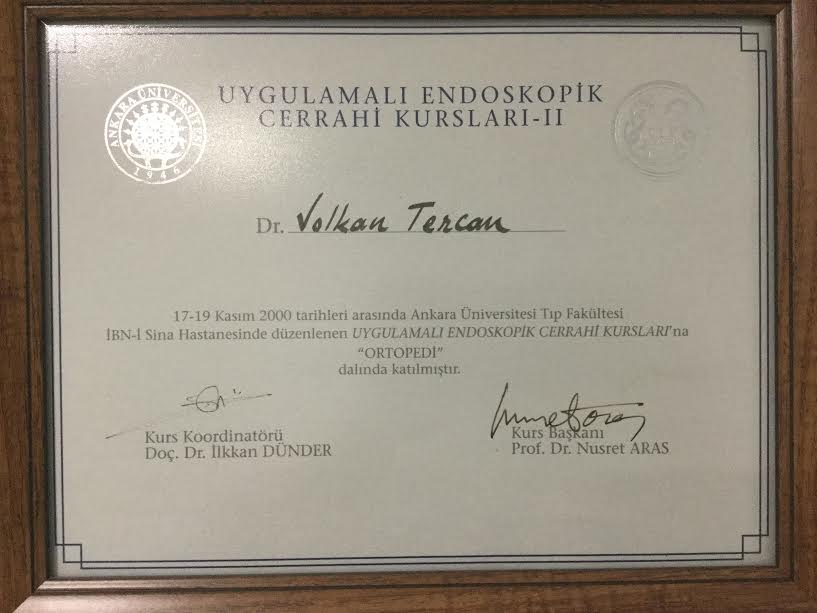 ANKARA ÜNİVERSİTESİ
1946
UYGULAMALI ENDOSKOPİK
CERRAHİ KURSLARI-II
Dr. Volkan Tercan
17-19 Kasım 2000 tarihleri arasında Ankara Üniversitesi Tıp Fakültesi
İBN-İ Sina Hastanesinde düzenlenen UYGULAMALI ENDOSKOPİK CERRAHİ KURSLARI'na
“ORTOPEDİ”
dalında katılmıştır.
Kurs Koordinatörü
Doç. Dr. İlkkan DÜNDER
Kurs Başkanı
Prof. Dr. Nusret ARAS